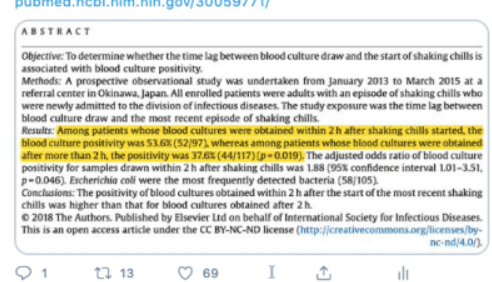 pubmed.ncbi.nlm.nih.gov/30059771/
ABSTRACT
Objective: To determine whether the time lag between blood culture draw and the start of shaking chills is
associated with blood culture positivity.
Methods: A prospective observational study was undertaken from January 2013 to March 2015 at a
referral center in Okinawa, Japan. All enrolled patients were adults with an episode of shaking chills who
were newly admitted to the division of infectious diseases. The study exposure was the time lag between
blood culture draw and the most recent episode of shaking chills.
Results: Among patients whose blood cultures were obtained within 2 h after shaking chills started, the
blood culture positivity was 53.6% (52/97), whereas among patients whose blood cultures were obtained
after more than 2 h, the positivity was 37.6% (44/117) (p = 0.019). The adjusted odds ratio of blood culture
positivity for samples drawn within 2 h after shaking chills was 1.88 (95% confidence interval 1.01–3.51,
p = 0.046). Escherichia coli were the most frequently detected bacteria (58/105).
Conclusions: The positivity of blood cultures obtained within 2 h after the start of the most recent shaking
chills was higher than that for blood cultures obtained after 2 h.
© 2018 The Authors. Published by Elsevier Ltd on behalf of International Society for Infectious Diseases.
This is an open access article under the CC BY-NC-ND license (http://creativecommons.org/licenses/by-
nc-nd/4.0/).
1 13 69